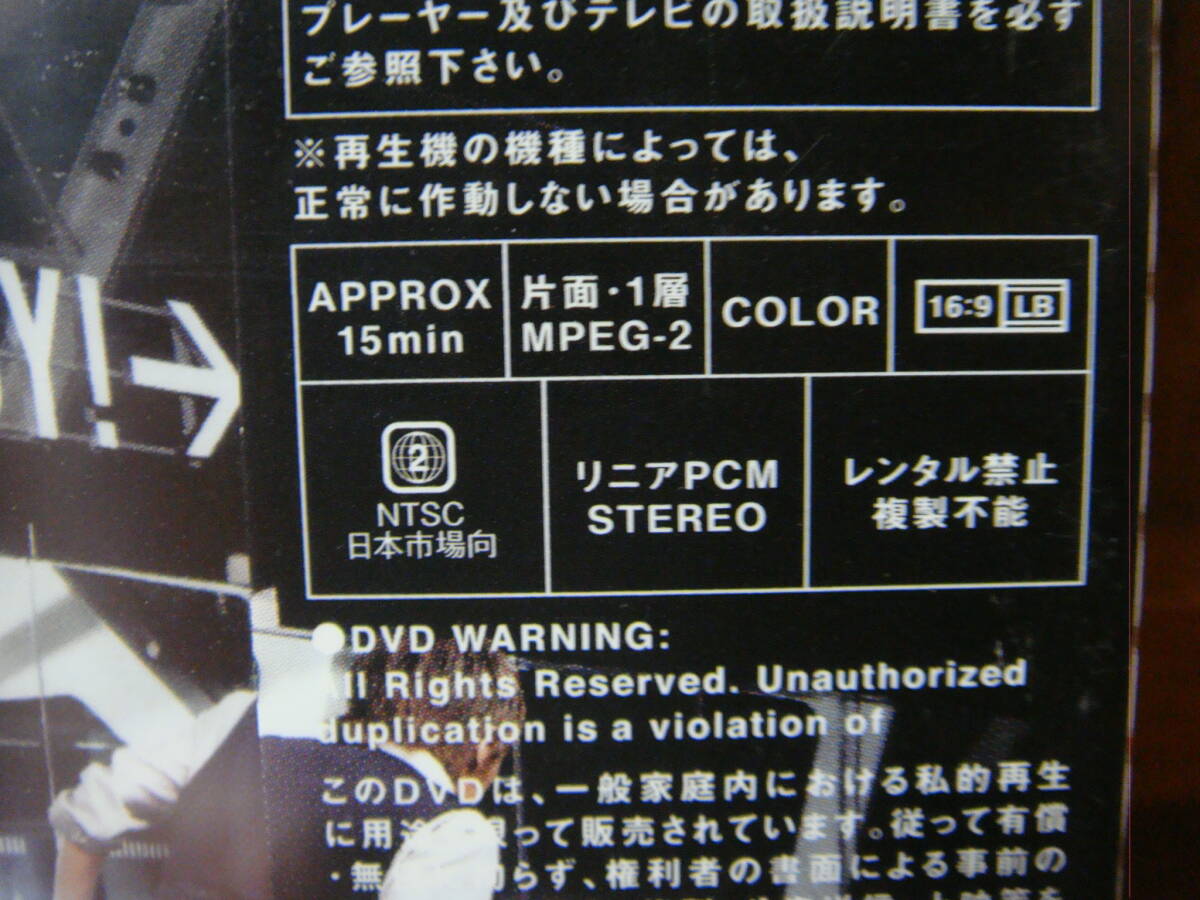 プレーヤー及びテレビの取扱説明書を必ず
ご参照下さい。
※再生機の機種によっては、
正常に作動しない場合があります。
APPROX
15min
片面・1層
MPEG-2
COLOR
16:9 LB
Y!→
2
NTSC
日本市場向
リニアPCM
STEREO
レンタル禁止
複製不能
●DVD WARNING:
All Rights Reserved. Unauthorized
duplication is a violation of
このDVDは、一般家庭内における私的再生
に用途 限って販売されています。従って有償
・無 らず、権利者の書面による事前の